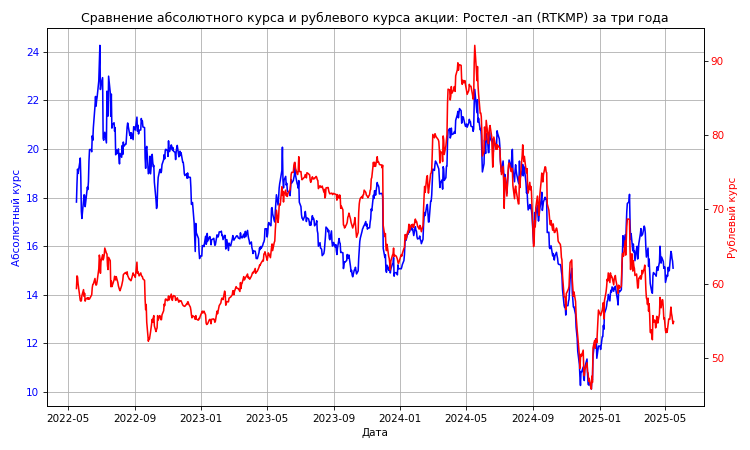 Сравнение абсолютного курса и рублевого курса акции: Ростел -ап (RTKMP) за три года
24
22
20
18
16
14
12
10
Абсолютный курс
90
80
70
60
50
Рублевый курс
2022-05 2022-09 2023-01 2023-05 2023-09 2024-01 2024-05 2024-09 2025-01 2025-05
Дата